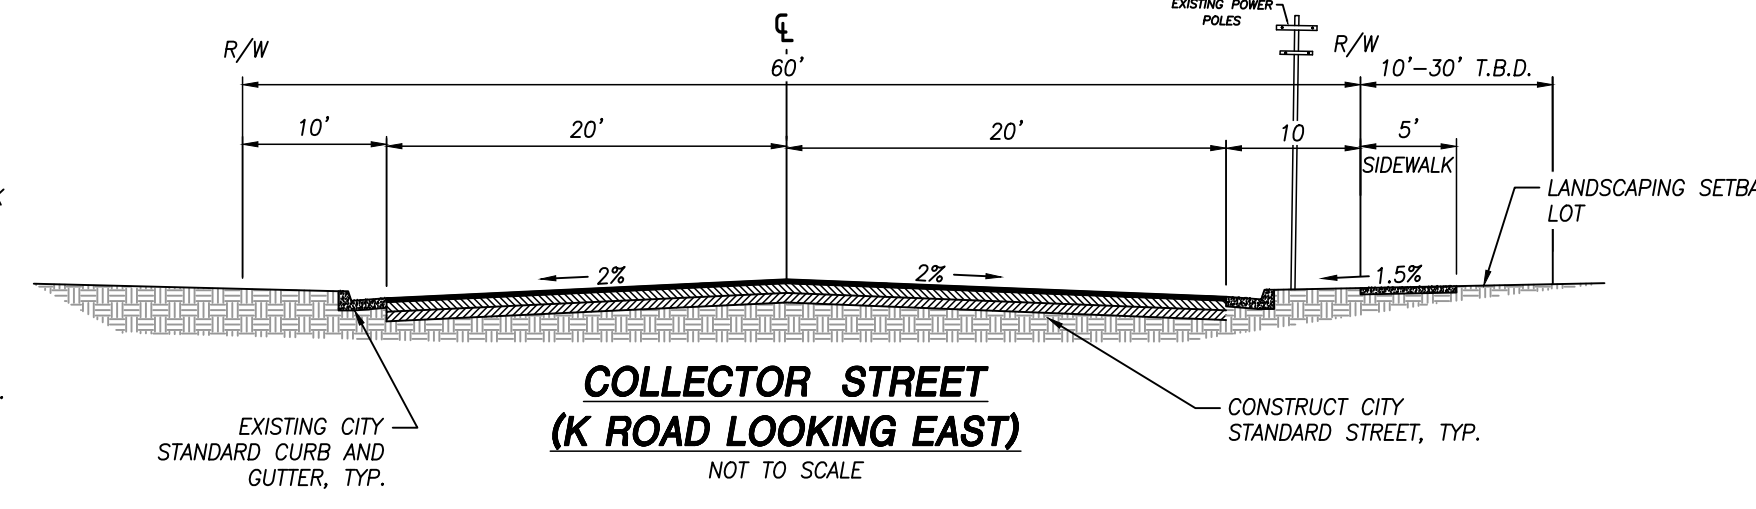 EXISTING POWER
POLES
℄
R/W
R/W
60'
10'-30' T.B.D.
10'
20'
20'
10
5'
SIDEWALK
LANDSCAPING
LOT
2%
2%
1.5%
COLLECTOR STREET
(K ROAD LOOKING EAST)
NOT TO SCALE
EXISTING CITY
STANDARD CURB AND
GUTTER, TYP.
CONSTRUCT CITY
STANDARD STREET, TYP.